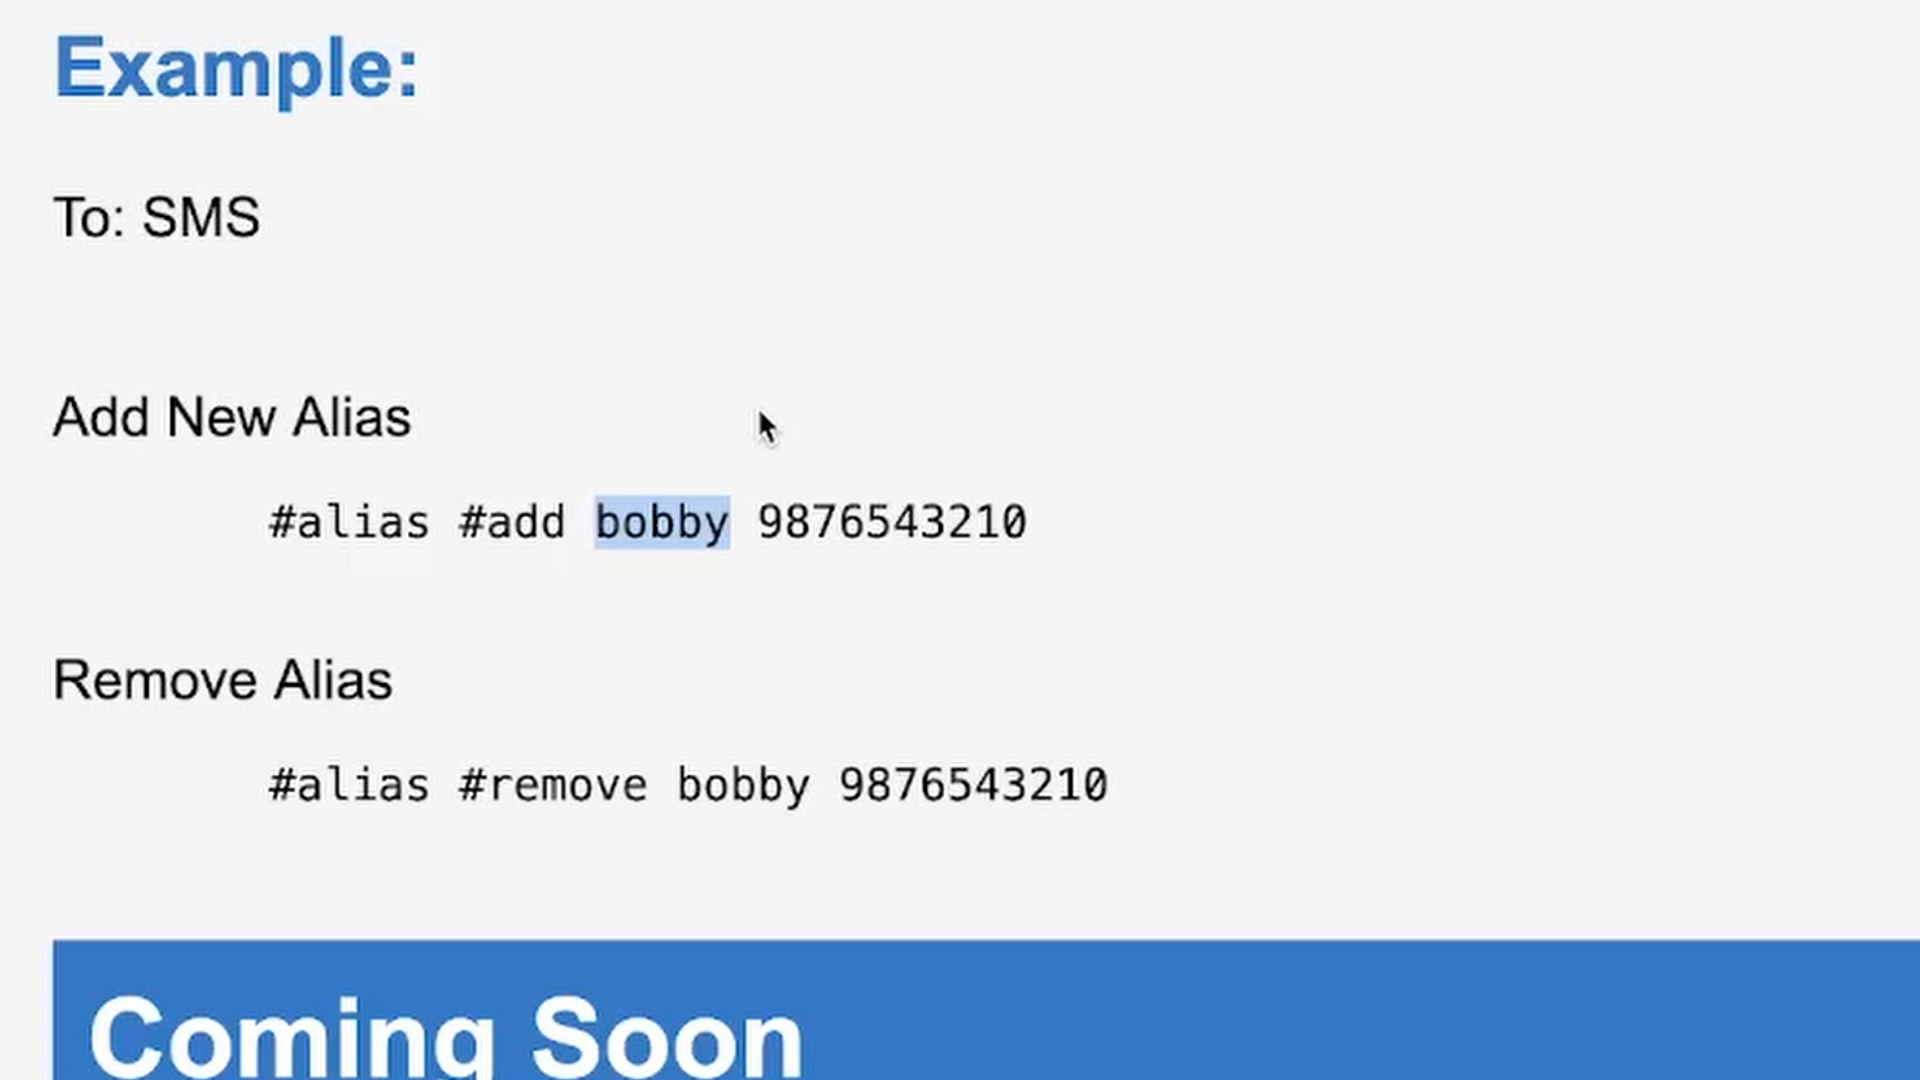 Example:
To: SMS
Add New Alias
#alias #add bobby 9876543210
Remove Alias
#alias #remove bobby 9876543210
Coming Soon